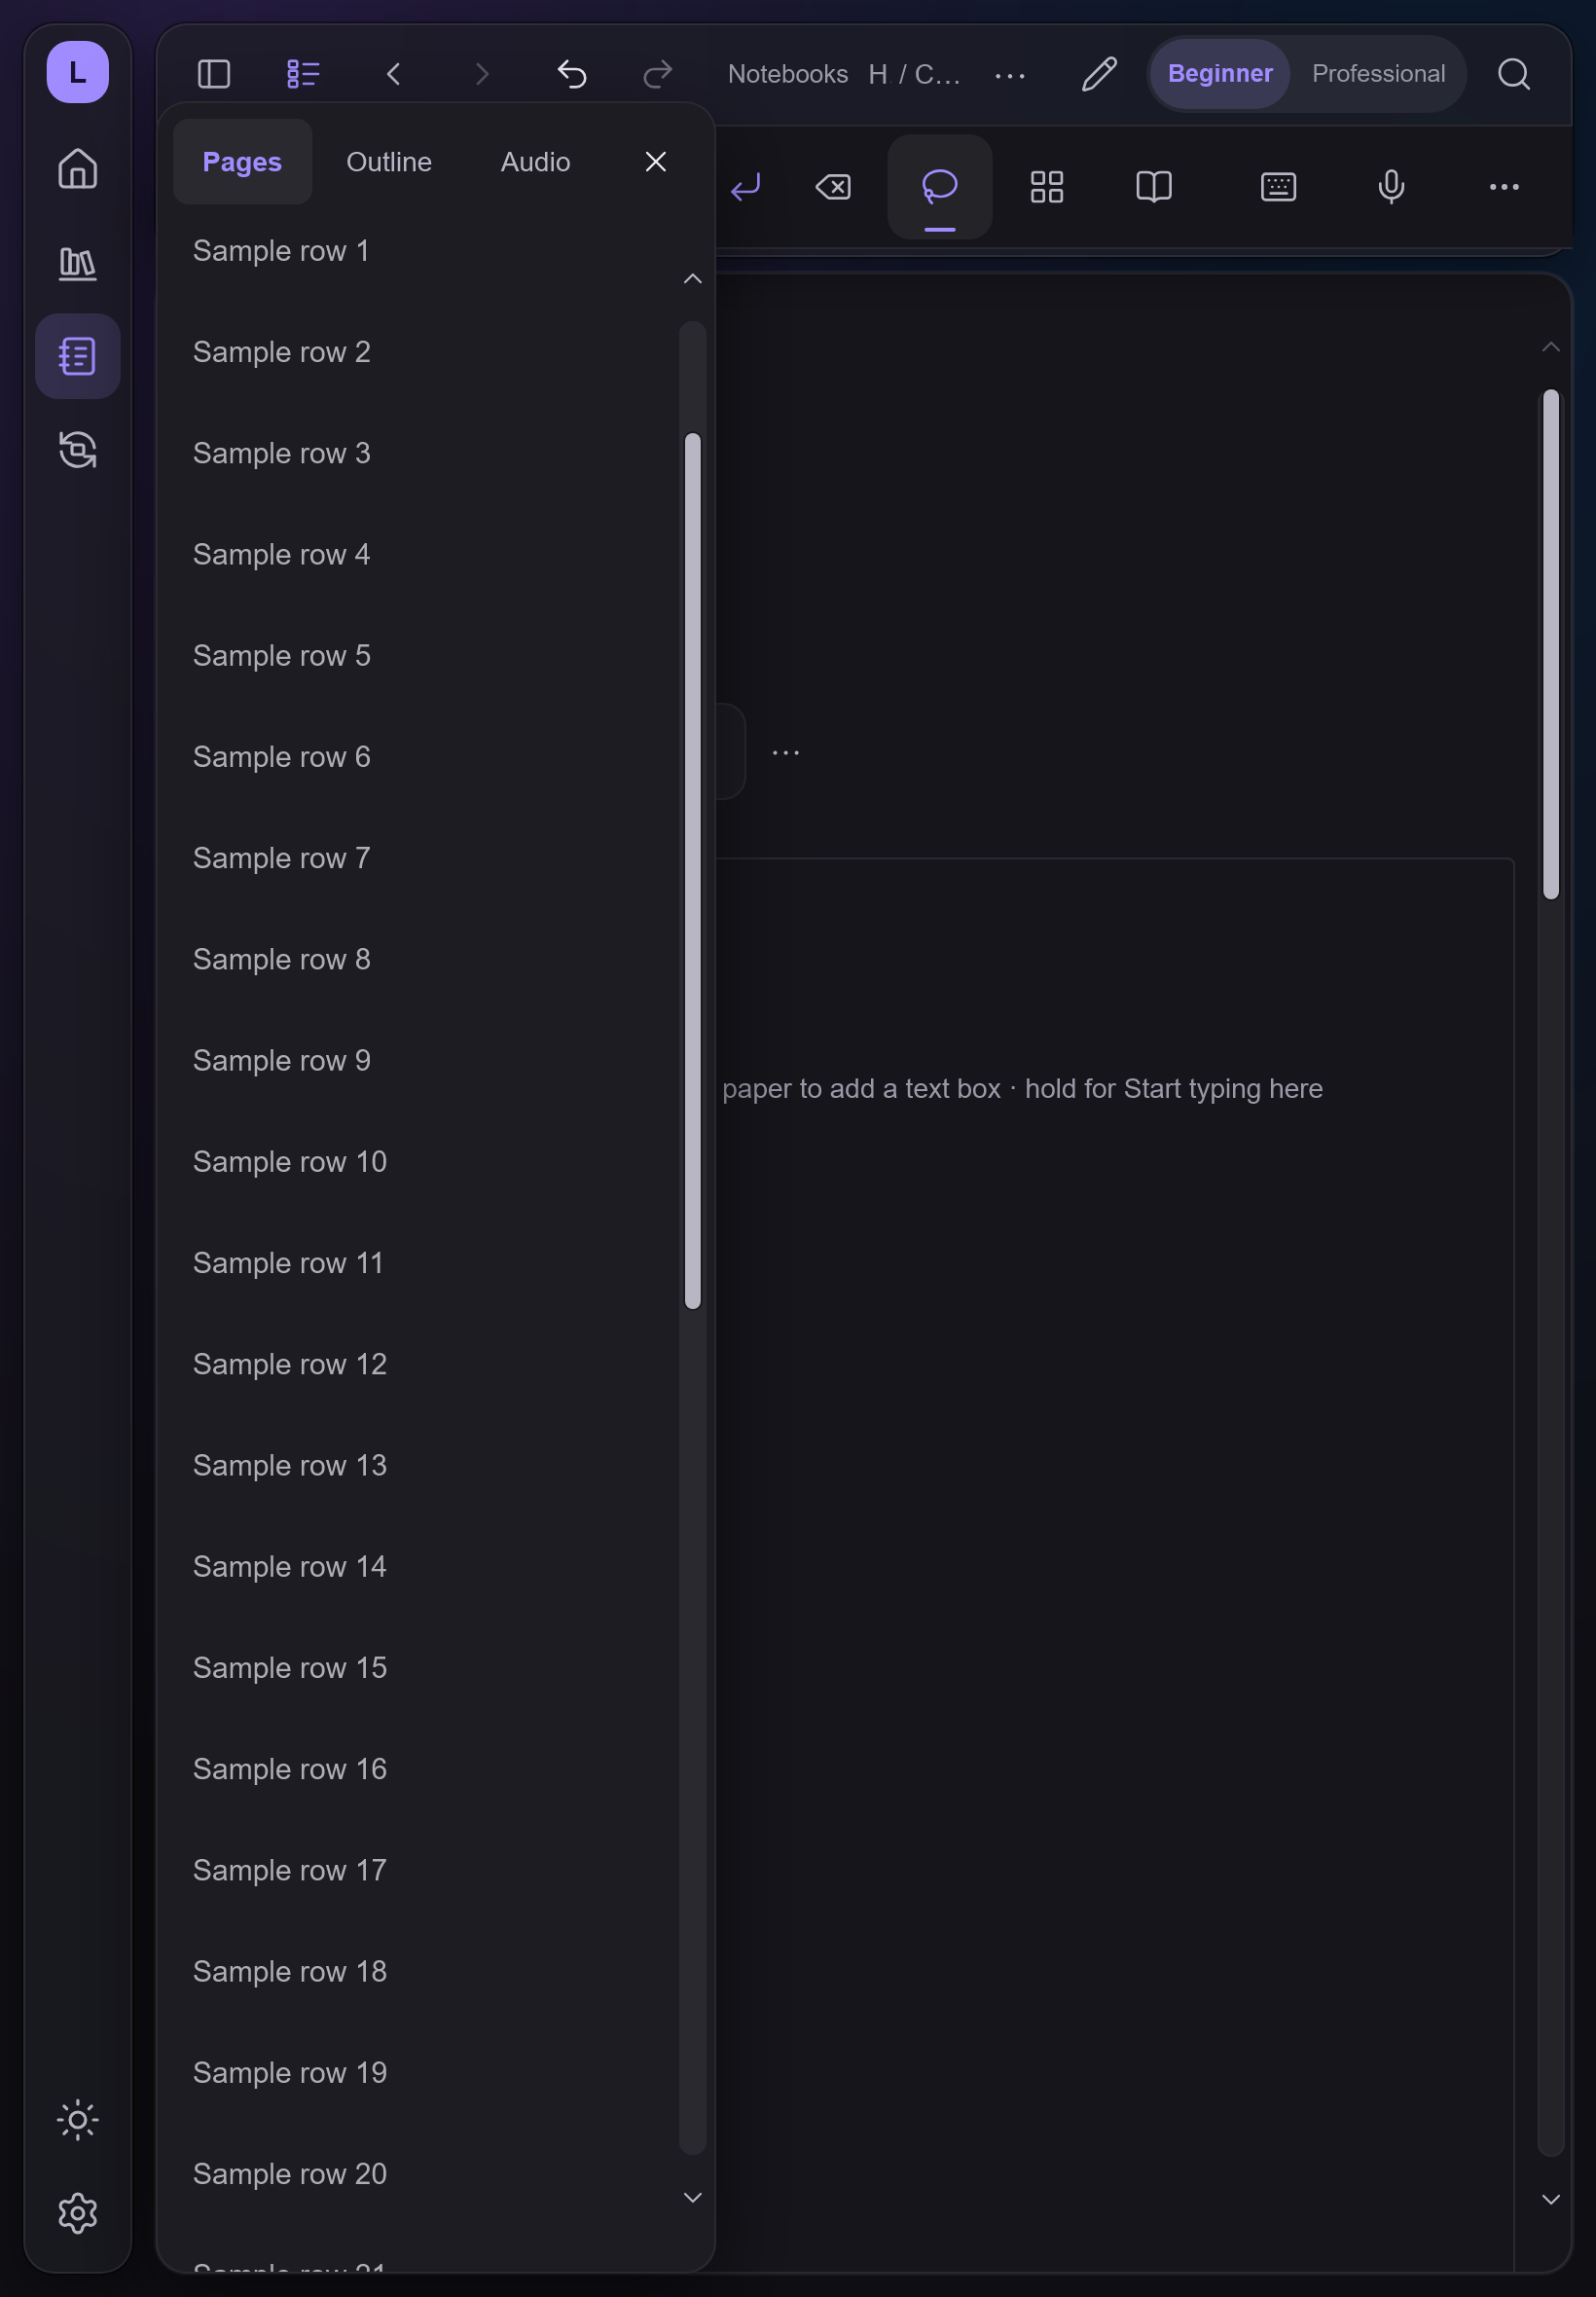 L
Notebooks H / C...
Beginner Professional
Pages Outline Audio
Sample row 1
Sample row 2
Sample row 3
Sample row 4
Sample row 5
Sample row 6
Sample row 7
Sample row 8
paper to add a text box · hold for Start typing here
Sample row 9
Sample row 10
Sample row 11
Sample row 12
Sample row 13
Sample row 14
Sample row 15
Sample row 16
Sample row 17
Sample row 18
Sample row 19
Sample row 20
Sample row 21